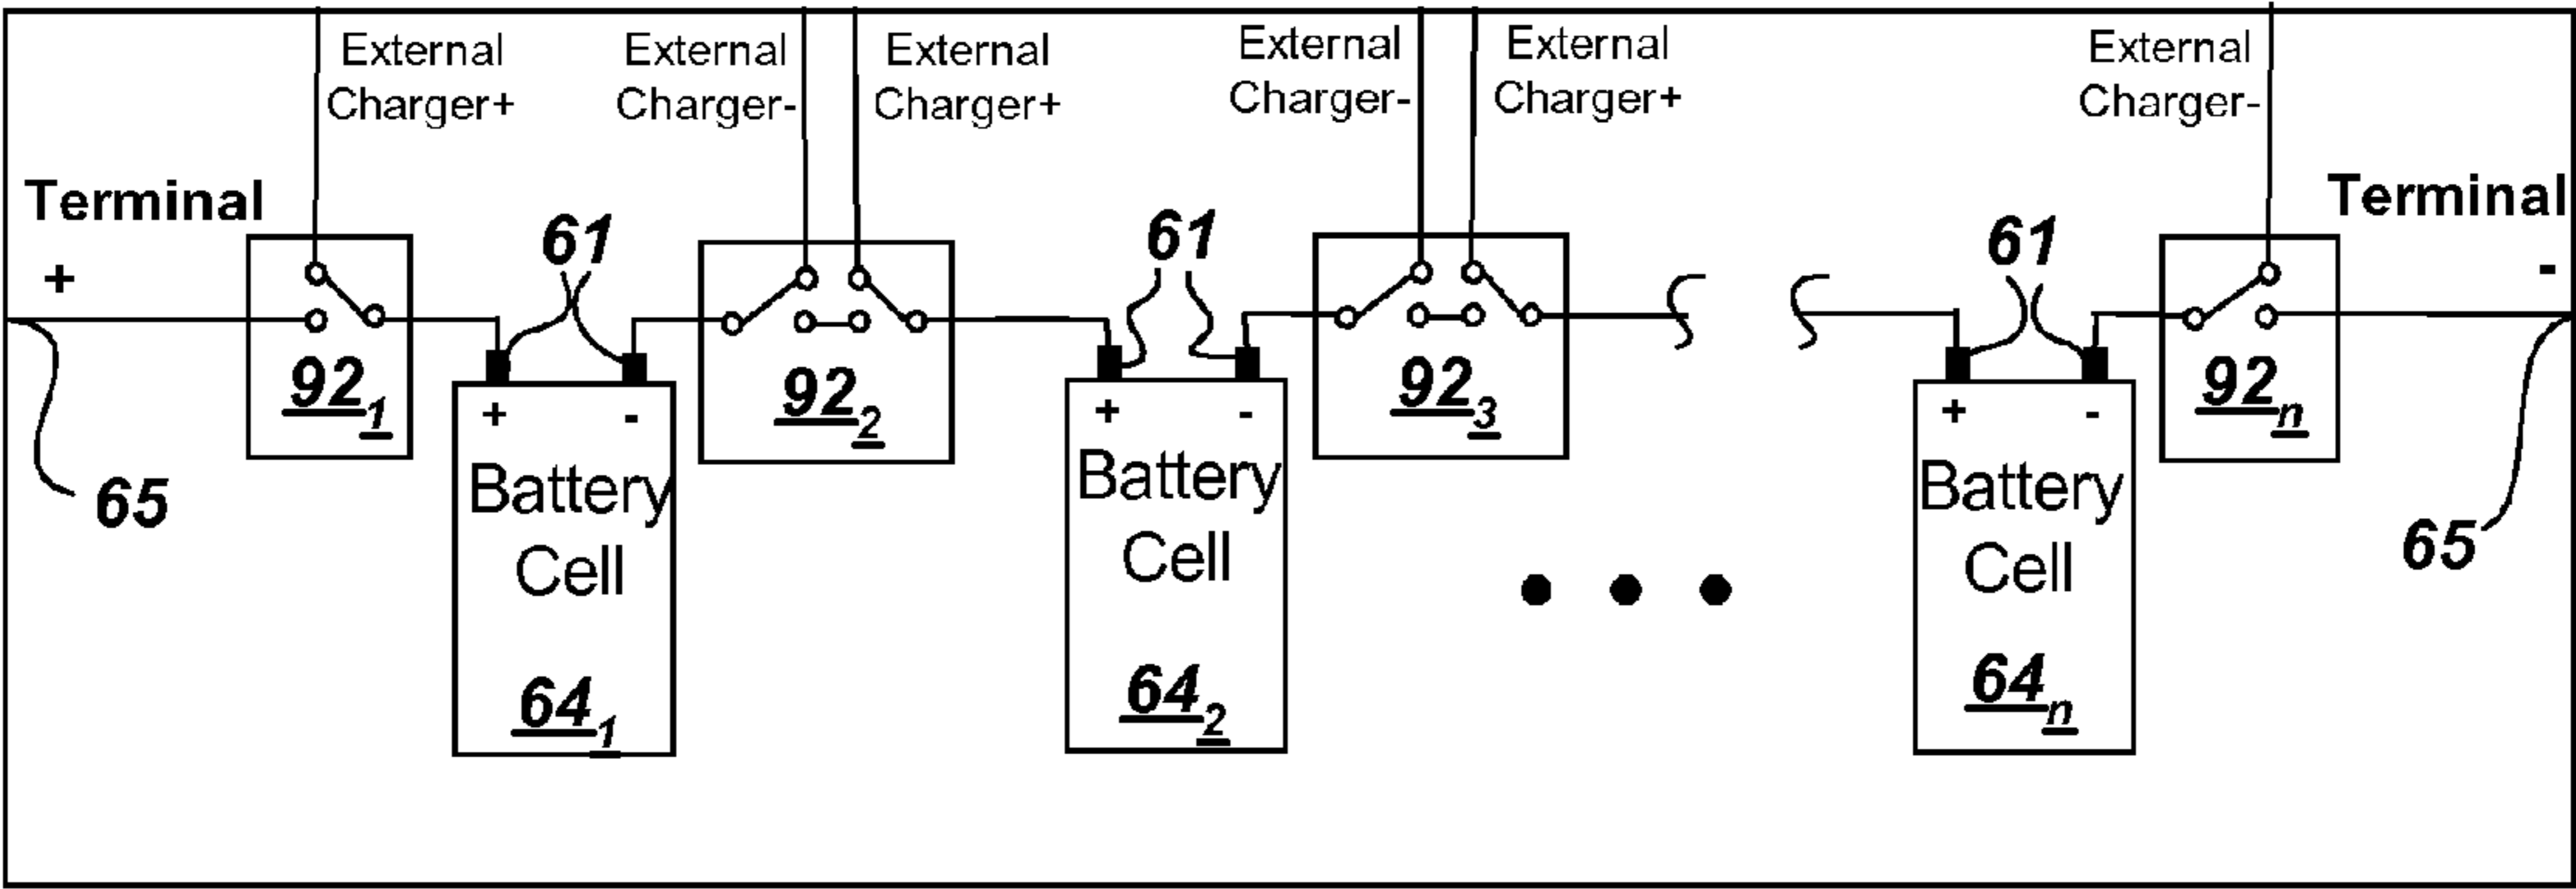 External
Charger+
External
Charger-
External
Charger+
External
Charger-
External
Charger+
External
Charger-
Terminal
+
Terminal
-
61
61
61
92₁
92₂
92₃
92ₙ
65
65
+ -
Battery
Cell
64₁
+ -
Battery
Cell
64₂
+ -
Battery
Cell
64ₙ